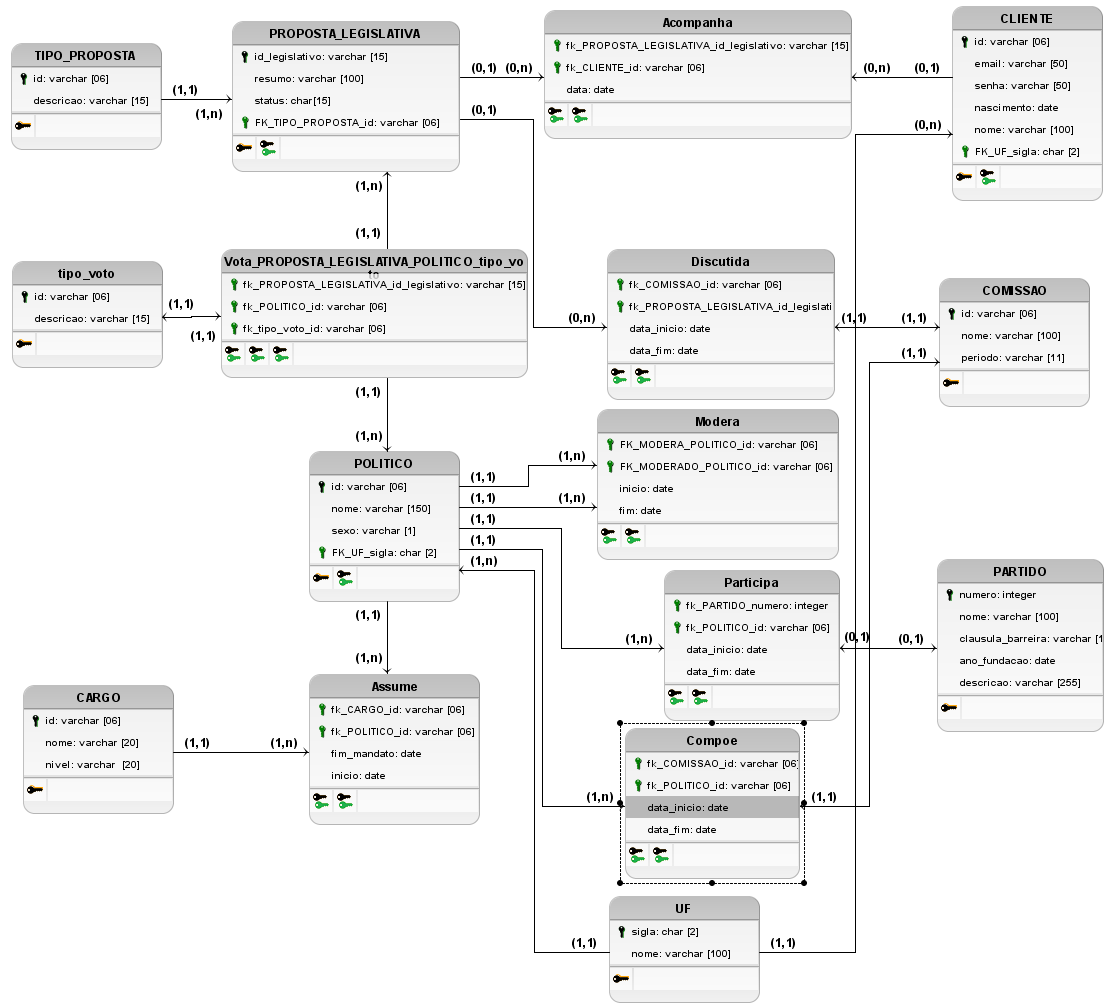 TIPO_PROPOSTA
id: varchar [06]
descricao: varchar [15]
(1,1)
(1,n)
PROPOSTA_LEGISLATIVA
id_legislativo: varchar [15]
resumo: varchar [100]
status: char[15]
FK_TIPO_PROPOSTA_id: varchar [06]
(0,1)
(0,n)
(0,1)
Acompanha
fk_PROPOSTA_LEGISLATIVA_id_legislativo: varchar [15]
fk_CLIENTE_id: varchar [06]
data: date
(0,n)
(0,1)
(0,n)
CLIENTE
id: varchar [06]
email: varchar [50]
senha: varchar [50]
nascimento: date
nome: varchar [100]
FK_UF_sigla: char [2]
(1,n)
(1,1)
tipo_voto
id: varchar [06]
descricao: varchar [15]
(1,1)
(1,1)
Vota_PROPOSTA_LEGISLATIVA_POLITICO_tipo_vo
to
fk_PROPOSTA_LEGISLATIVA_id_legislativo: varchar [15]
fk_POLITICO_id: varchar [06]
fk_tipo_voto_id: varchar [06]
(0,n)
Discutida
fk_COMISSAO_id: varchar [06]
fk_PROPOSTA_LEGISLATIVA_id_legislati
data_inicio: date
data_fim: date
(1,1)
(1,1)
(1,1)
COMISSAO
id: varchar [06]
nome: varchar [100]
periodo: varchar [11]
(1,1)
(1,n)
POLITICO
id: varchar [06]
nome: varchar [150]
sexo: varchar [1]
FK_UF_sigla: char [2]
(1,1)
(1,1)
(1,1)
(1,1)
(1,n)
(1,n)
(1,n)
Modera
FK_MODERA_POLITICO_id: varchar [06]
FK_MODERADO_POLITICO_id: varchar [06]
inicio: date
fim: date
Participa
fk_PARTIDO_numero: integer
fk_POLITICO_id: varchar [06]
data_inicio: date
data_fim: date
(1,n)
(0,1)
(0,1)
PARTIDO
numero: integer
nome: varchar [100]
clausula_barreira: varchar [1
ano_fundacao: date
descricao: varchar [255]
(1,1)
(1,n)
CARGO
id: varchar [06]
nome: varchar [20]
nivel: varchar [20]
(1,1)
(1,n)
Assume
fk_CARGO_id: varchar [06]
fk_POLITICO_id: varchar [06]
fim_mandato: date
inicio: date
Compoe
fk_COMISSAO_id: varchar [06
fk_POLITICO_id: varchar [06]
data_inicio: date
data_fim: date
(1,n)
(1,1)
UF
sigla: char [2]
nome: varchar [100]
(1,1)
(1,1)